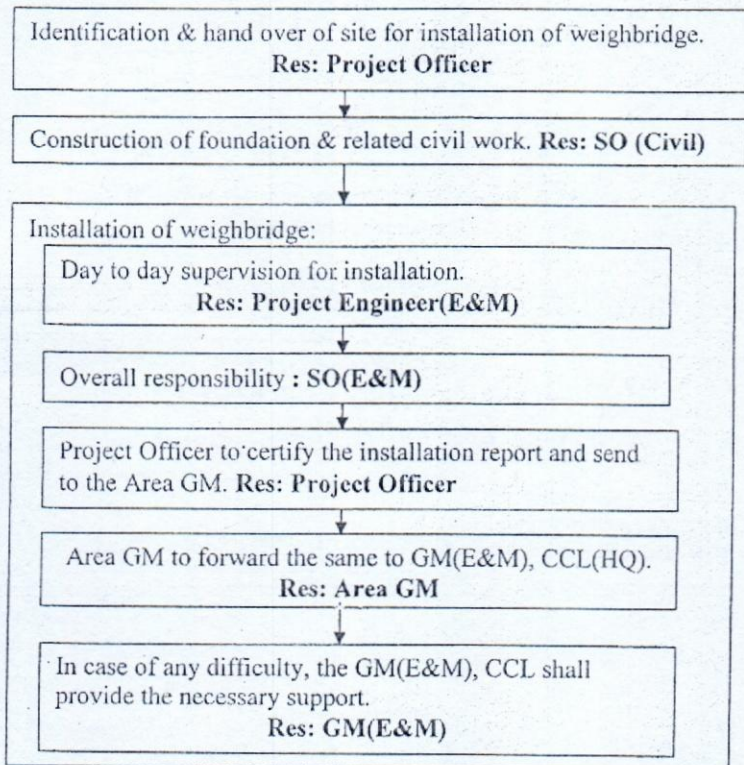 Identification & hand over of site for installation of weighbridge.
Res: Project Officer
Construction of foundation & related civil work. Res: SO (Civil)
Installation of weighbridge:
Day to day supervision for installation.
Res: Project Engineer(E&M)
Overall responsibility : SO(E&M)
Project Officer to certify the installation report and send
to the Area GM. Res: Project Officer
Area GM to forward the same to GM(E&M), CCL(HQ).
Res: Area GM
In case of any difficulty, the GM(E&M), CCL shall
provide the necessary support.
Res: GM(E&M)